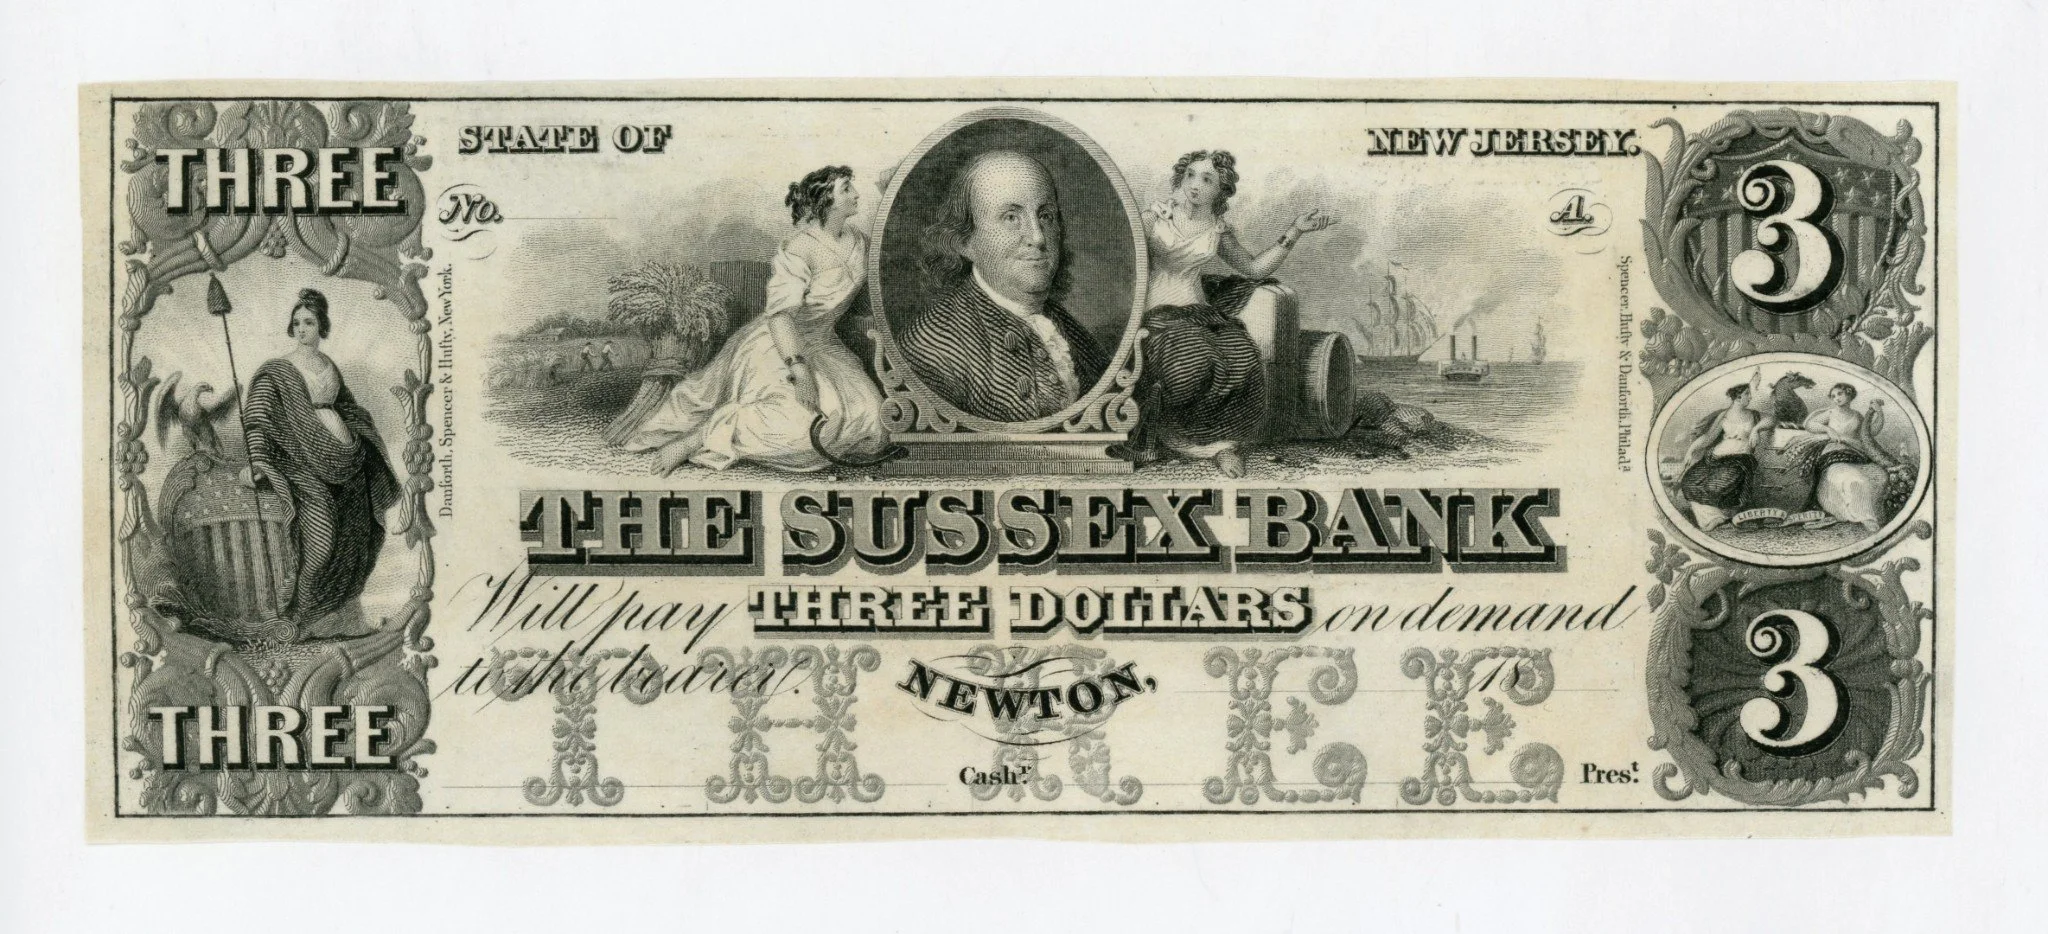 THREE
STATE OF
NEW JERSEY.
No.
A.
3
Danforth, Spencer & Hufty, New York.
Spencer, Hufty & Danforth, Philad.ª
LIBERTY &
THE SUSSEX BANK
Will pay THREE DOLLARS on demand
to the bearer.
NEWTON,
18
THREE
THREE
3
Cash.r
Pres.t